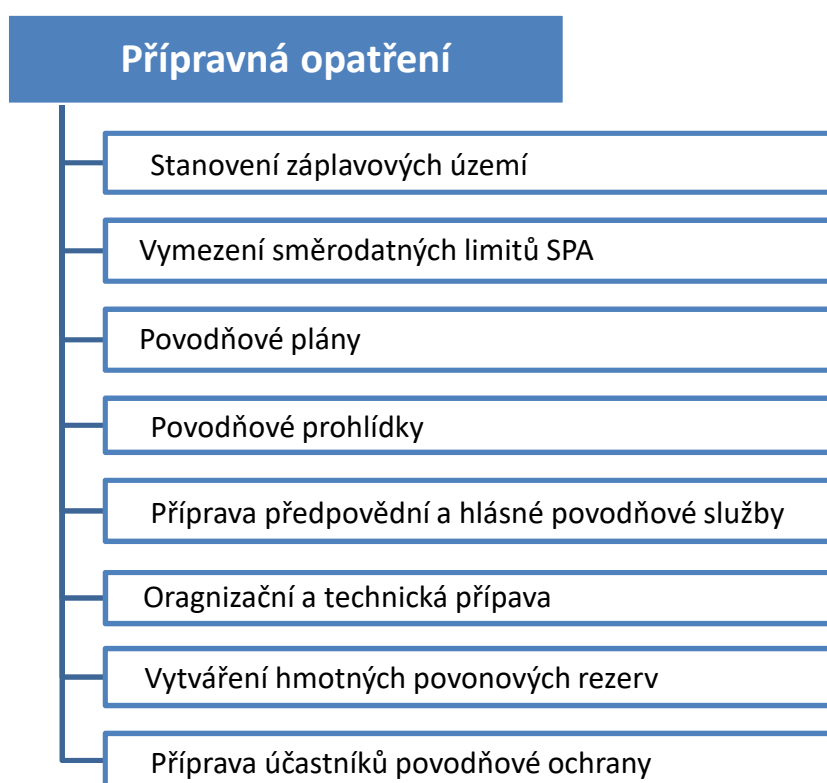 Přípravná opatření
Stanovení záplavových území
Vymezení směrodatných limitů SPA
Povodňové plány
Povodňové prohlídky
Příprava předpovědní a hlásné povodňové služby
Oragnizační a technická přípava
Vytváření hmotných povonových rezerv
Příprava účastníků povodňové ochrany